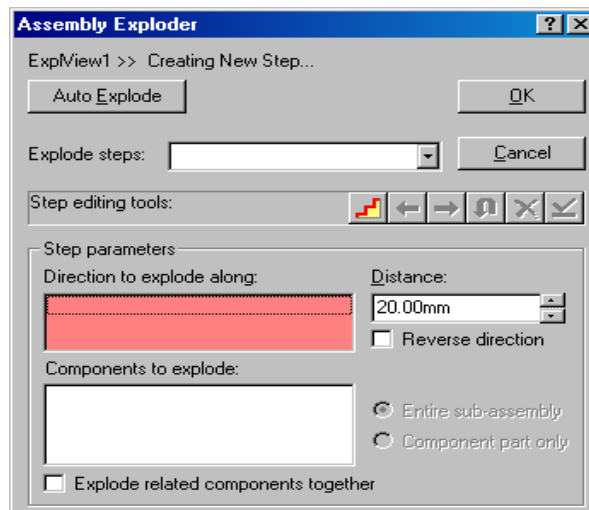 Assembly Exploder
ExplView1 >> Creating New Step...
Auto Explode
OK
Explode steps:
Cancel
Step editing tools:
Step parameters
Direction to explode along:
Distance:
20.00mm
Reverse direction
Components to explode:
Entire sub-assembly
Component part only
Explode related components together